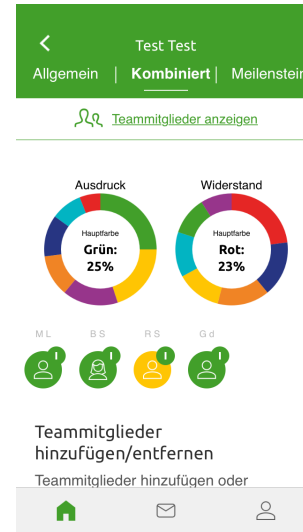 Test Test
Allgemein | Kombiniert | Meilenstein
Teammitglieder anzeigen
Ausdruck Widerstand
Hauptfarbe Hauptfarbe
Grün: Rot:
25% 23%
M L B S R S G d
I I I I
Teammitglieder
hinzufügen/entfernen
Teammitglieder hinzufügen oder